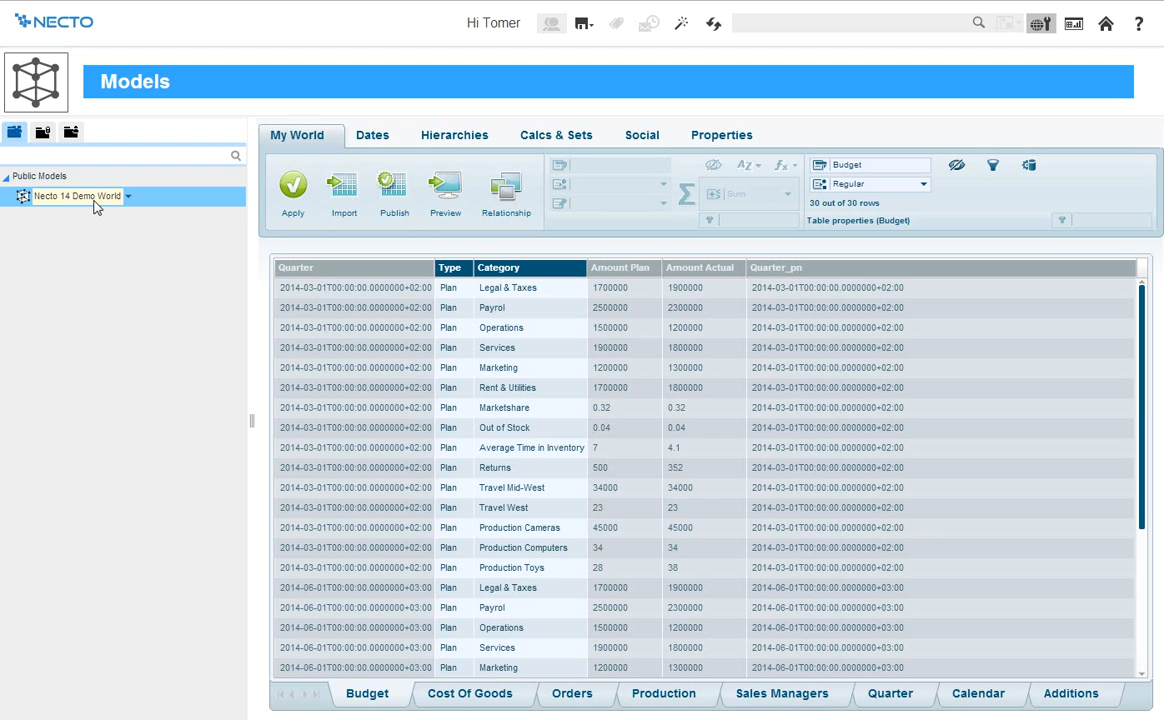 NECTO
Hi Tomer
?
Models
Public Models
Necto 14 Demo World
My World Dates Hierarchies Calcs & Sets Social Properties
Apply Import Publish Preview Relationship
AZ fx
Σ Sum
Budget
Regular
30 out of 30 rows
Table properties (Budget)
Quarter Type Category Amount Plan Amount Actual Quarter_pn
2014-03-01T00:00:00.0000000+02:00 Plan Legal & Taxes 1700000 1900000 2014-03-01T00:00:00.0000000+02:00
2014-03-01T00:00:00.0000000+02:00 Plan Payrol 2500000 2300000 2014-03-01T00:00:00.0000000+02:00
2014-03-01T00:00:00.0000000+02:00 Plan Operations 1500000 1200000 2014-03-01T00:00:00.0000000+02:00
2014-03-01T00:00:00.0000000+02:00 Plan Services 1900000 1800000 2014-03-01T00:00:00.0000000+02:00
2014-03-01T00:00:00.0000000+02:00 Plan Marketing 1200000 1300000 2014-03-01T00:00:00.0000000+02:00
2014-03-01T00:00:00.0000000+02:00 Plan Rent & Utilities 1700000 1800000 2014-03-01T00:00:00.0000000+02:00
2014-03-01T00:00:00.0000000+02:00 Plan Marketshare 0.32 0.32 2014-03-01T00:00:00.0000000+02:00
2014-03-01T00:00:00.0000000+02:00 Plan Out of Stock 0.04 0.04 2014-03-01T00:00:00.0000000+02:00
2014-03-01T00:00:00.0000000+02:00 Plan Average Time in Inventory 7 4.1 2014-03-01T00:00:00.0000000+02:00
2014-03-01T00:00:00.0000000+02:00 Plan Returns 500 352 2014-03-01T00:00:00.0000000+02:00
2014-03-01T00:00:00.0000000+02:00 Plan Travel Mid-West 34000 34000 2014-03-01T00:00:00.0000000+02:00
2014-03-01T00:00:00.0000000+02:00 Plan Travel West 23 23 2014-03-01T00:00:00.0000000+02:00
2014-03-01T00:00:00.0000000+02:00 Plan Production Cameras 45000 45000 2014-03-01T00:00:00.0000000+02:00
2014-03-01T00:00:00.0000000+02:00 Plan Production Computers 34 34 2014-03-01T00:00:00.0000000+02:00
2014-03-01T00:00:00.0000000+02:00 Plan Production Toys 28 38 2014-03-01T00:00:00.0000000+02:00
2014-06-01T00:00:00.0000000+03:00 Plan Legal & Taxes 1700000 1900000 2014-06-01T00:00:00.0000000+03:00
2014-06-01T00:00:00.0000000+03:00 Plan Payrol 2500000 2300000 2014-06-01T00:00:00.0000000+03:00
2014-06-01T00:00:00.0000000+03:00 Plan Operations 1500000 1200000 2014-06-01T00:00:00.0000000+03:00
2014-06-01T00:00:00.0000000+03:00 Plan Services 1900000 1800000 2014-06-01T00:00:00.0000000+03:00
2014-06-01T00:00:00.0000000+03:00 Plan Marketing 1200000 1300000 2014-06-01T00:00:00.0000000+03:00
Budget Cost Of Goods Orders Production Sales Managers Quarter Calendar Additions